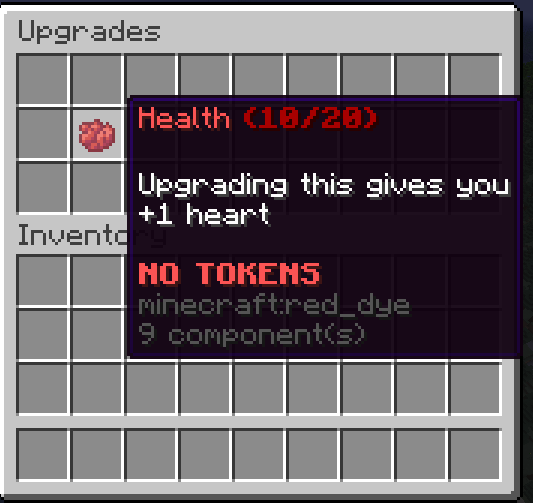 Upgrades
Health (10/20)
Upgrading this gives you
+1 heart
Inventory
NO TOKENS
minecraft:red_dye
9 component(s)